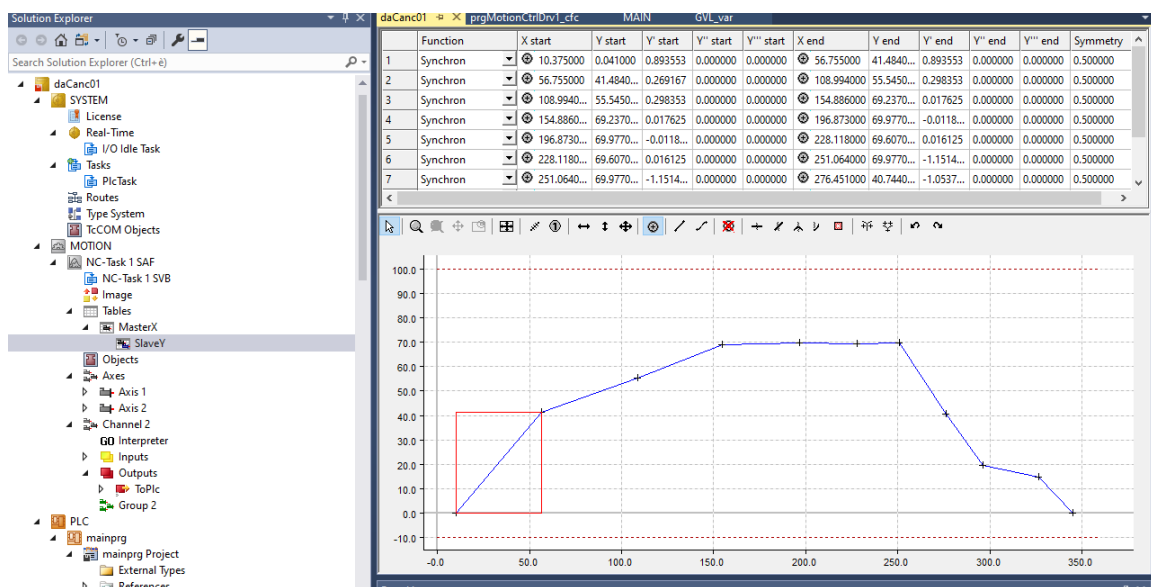 Solution Explorer
Search Solution Explorer (Ctrl+è)
daCanc01
SYSTEM
License
Real-Time
I/O Idle Task
Tasks
PlcTask
Routes
Type System
TcCOM Objects
MOTION
NC-Task 1 SAF
NC-Task 1 SVB
Image
Tables
MasterX
SlaveY
Objects
Axes
Axis 1
Axis 2
Channel 2
GO Interpreter
Inputs
Outputs
ToPlc
Group 2
PLC
mainprg
mainprg Project
External Types
References
daCanc01 prgMotionCtrlDrv1_cfc MAIN GVL_var
Function X start Y start Y' start Y'' start Y''' start X end Y end Y' end Y'' end Y''' end Symmetry
1 Synchron 10.375000 0.041000 0.893553 0.000000 0.000000 56.755000 41.4840... 0.893553 0.000000 0.000000 0.500000
2 Synchron 56.755000 41.4840... 0.269167 0.000000 0.000000 108.994000 55.5450... 0.298353 0.000000 0.000000 0.500000
3 Synchron 108.9940... 55.5450... 0.298353 0.000000 0.000000 154.886000 69.2370... 0.017625 0.000000 0.000000 0.500000
4 Synchron 154.8860... 69.2370... 0.017625 0.000000 0.000000 196.873000 69.9770... -0.0118... 0.000000 0.000000 0.500000
5 Synchron 196.8730... 69.9770... -0.0118... 0.000000 0.000000 228.118000 69.6070... 0.016125 0.000000 0.000000 0.500000
6 Synchron 228.1180... 69.6070... 0.016125 0.000000 0.000000 251.064000 69.9770... -1.1514... 0.000000 0.000000 0.500000
7 Synchron 251.0640... 69.9770... -1.1514... 0.000000 0.000000 276.451000 40.7440... -1.0537... 0.000000 0.000000 0.500000
100.0
90.0
80.0
70.0
60.0
50.0
40.0
30.0
20.0
10.0
0.0
-10.0
-0.0 50.0 100.0 150.0 200.0 250.0 300.0 350.0